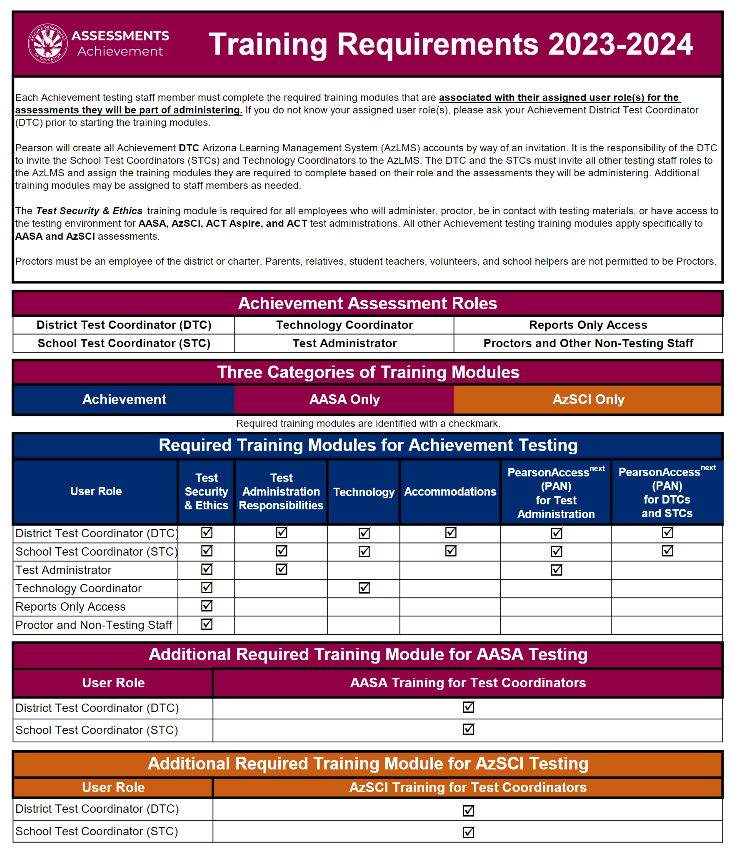 ASSESSMENTS
Achievement
Training Requirements 2023-2024
Each Achievement testing staff member must complete the required training modules that are associated with their assigned user role(s) for the
assessments they will be part of administering. If you do not know your assigned user role(s), please ask your Achievement District Test Coordinator
(DTC) prior to starting the training modules.
Pearson will create all Achievement DTC Arizona Learning Management System (AzLMS) accounts by way of an invitation. It is the responsibility of the DTC
to invite the School Test Coordinators (STCs) and Technology Coordinators to the AzLMS. The DTC and the STCs must invite all other testing staff roles to
the AzLMS and assign the training modules they are required to complete based on their role and the assessments they will be administering. Additional
training modules may be assigned to staff members as needed.
The Test Security & Ethics training module is required for all employees who will administer, proctor, be in contact with testing materials, or have access to
the testing environment for AASA, AzSCI, ACT Aspire, and ACT test administrations. All other Achievement testing training modules apply specifically to
AASA and AzSCI assessments.
Proctors must be an employee of the district or charter. Parents, relatives, student teachers, volunteers, and school helpers are not permitted to be Proctors.
Achievement Assessment Roles
District Test Coordinator (DTC) Technology Coordinator Reports Only Access
School Test Coordinator (STC) Test Administrator Proctors and Other Non-Testing Staff
Three Categories of Training Modules
Achievement AASA Only AzSCI Only
Required training modules are identified with a checkmark.
Required Training Modules for Achievement Testing
User Role
Test
Security
& Ethics
Test
Administration
Responsibilities
Technology
Accommodations
PearsonAccess next
(PAN)
for Test
Administration
PearsonAccess next
(PAN)
for DTCs
and STCs
District Test Coordinator (DTC) ☑ ☑ ☑ ☑ ☑ ☑
School Test Coordinator (STC) ☑ ☑ ☑ ☑ ☑ ☑
Test Administrator ☑ ☑ ☑
Technology Coordinator ☑ ☑
Reports Only Access ☑
Proctor and Non-Testing Staff ☑
Additional Required Training Module for AASA Testing
User Role AASA Training for Test Coordinators
District Test Coordinator (DTC) ☑
School Test Coordinator (STC) ☑
Additional Required Training Module for AzSCI Testing
User Role AzSCI Training for Test Coordinators
District Test Coordinator (DTC) ☑
School Test Coordinator (STC) ☑